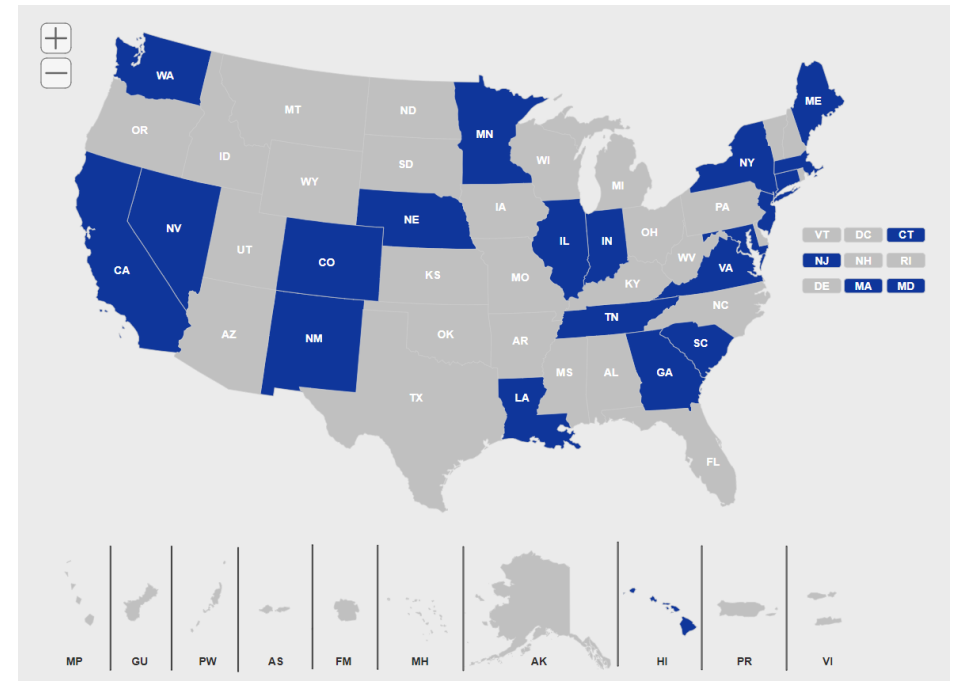 WA
ME
MT
ND
MN
OR
ID
SD
WI
NY
WY
MI
IA
PA
NE
NV
UT
CO
IL
IN
OH
WV
VA
VT DC CT
CA
KS
MO
KY
NJ NH RI
DE MA MD
AZ
NM
OK
AR
TN
NC
SC
MS
AL
GA
TX
LA
FL
MP GU PW AS FM MH AK HI PR VI